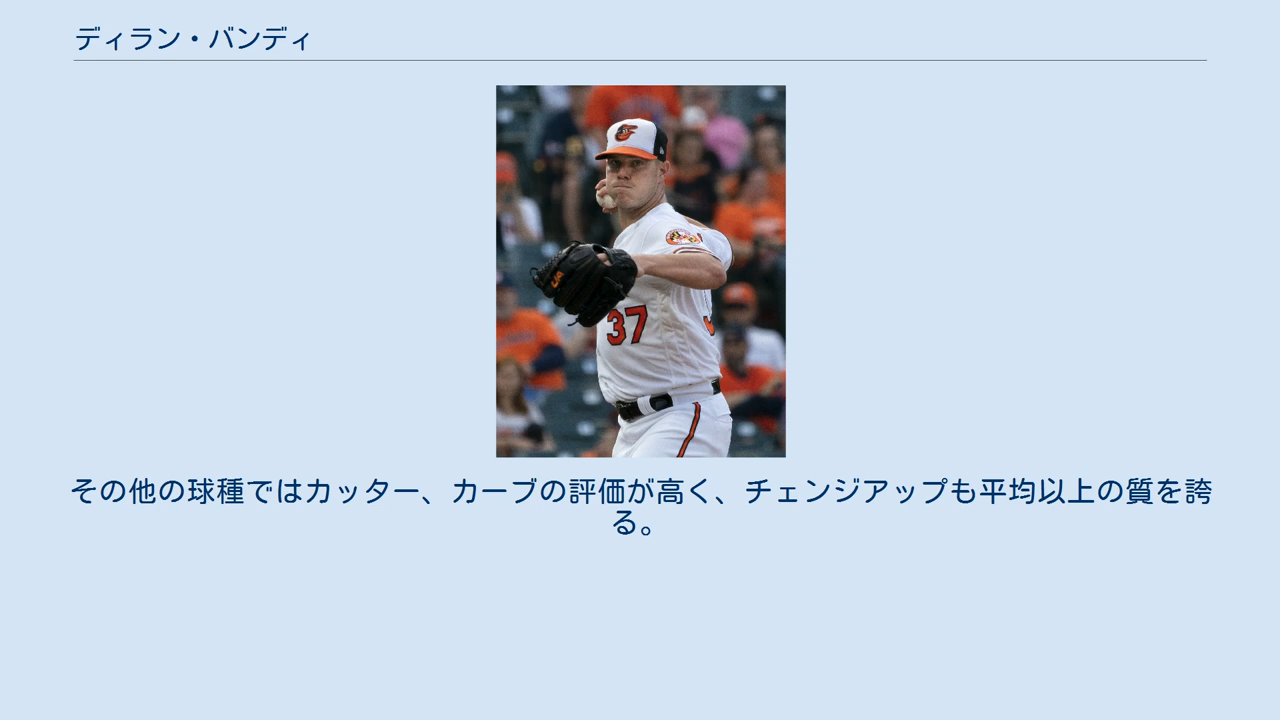 ディラン・バンディ
37
その他の球種ではカッター、カーブの評価が高く、チェンジアップも平均以上の質を誇
る。